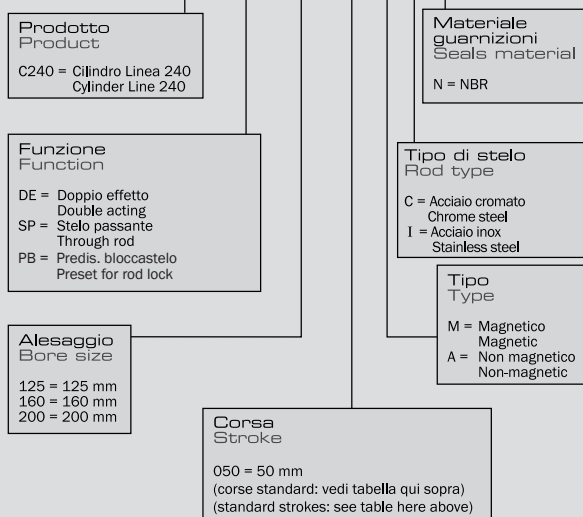 Prodotto
Product
C240 = Cilindro Linea 240
Cylinder Line 240
Materiale
guarnizioni
Seals material
N = NBR
Funzione
Function
DE = Doppio effetto
Double acting
SP = Stelo passante
Through rod
PB = Predis. bloccastelo
Preset for rod lock
Tipo di stelo
Rod type
C = Acciaio cromato
Chrome steel
I = Acciaio inox
Stainless steel
Tipo
Type
M = Magnetico
Magnetic
A = Non magnetico
Non-magnetic
Alesaggio
Bore size
125 = 125 mm
160 = 160 mm
200 = 200 mm
Corsa
Stroke
050 = 50 mm
(corse standard: vedi tabella qui sopra)
(standard strokes: see table here above)